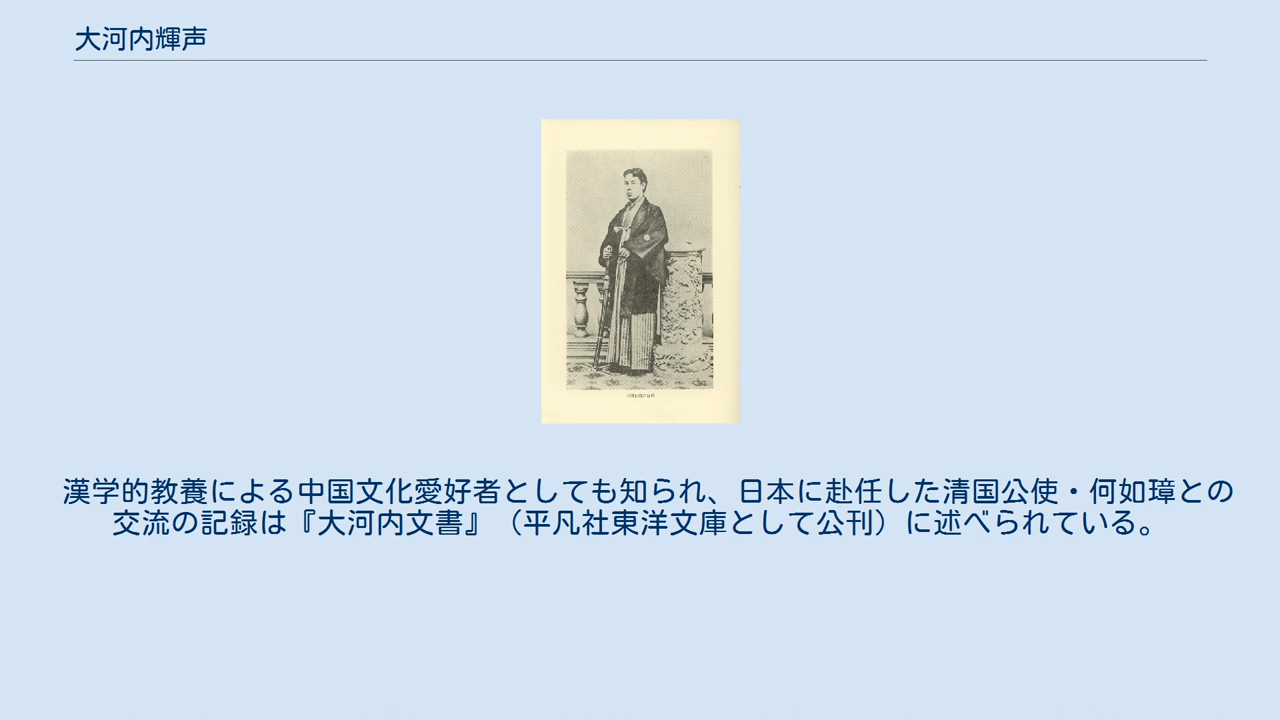 大河内輝声
漢学的教養による中国文化愛好者としても知られ、日本に赴任した清国公使・何如璋との
交流の記録は『大河内文書』（平凡社東洋文庫として公刊）に述べられている。